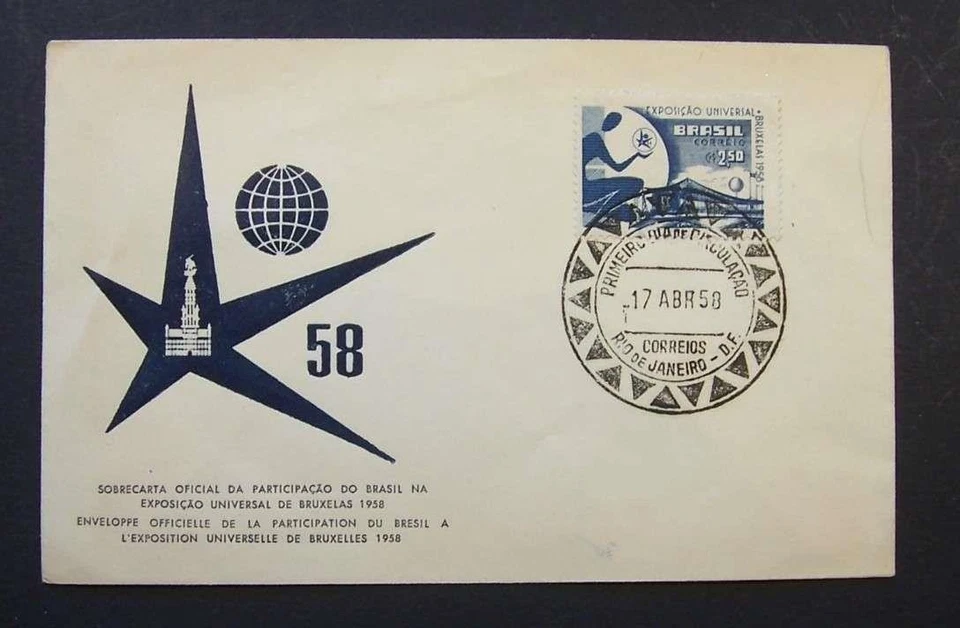 EXPOSIÇÃO UNIVERSAL • BRUXELAS 1958
BRASIL
CORREIO
CR$ 2,50
PRIMEIRO DIA DE CIRCULAÇÃO
17 ABR 58
CORREIOS
RIO DE JANEIRO - D.F.
58
SOBRECARTA OFICIAL DA PARTICIPAÇÃO DO BRASIL NA
EXPOSIÇÃO UNIVERSAL DE BRUXELAS 1958
ENVELOPPE OFFICIELLE DE LA PARTICIPATION DU BRESIL A
L'EXPOSITION UNIVERSELLE DE BRUXELLES 1958